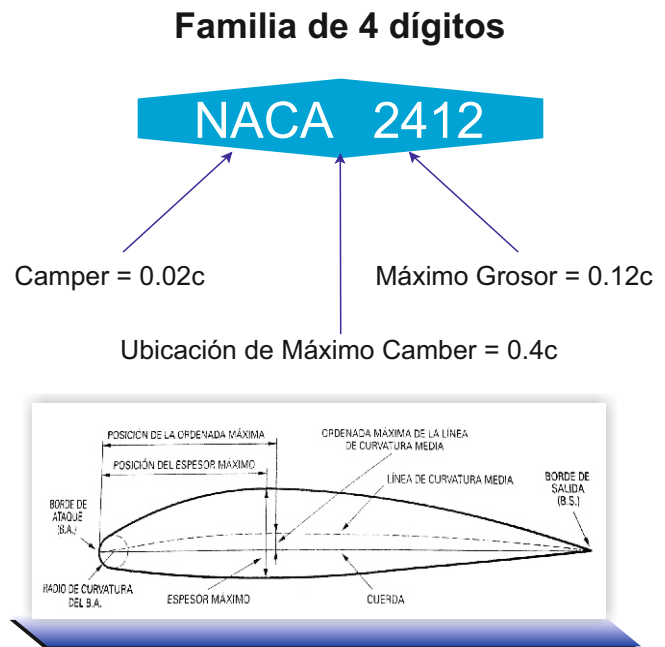 Familia de 4 dígitos
NACA 2412
Camper = 0.02c
Máximo Grosor = 0.12c
Ubicación de Máximo Camber = 0.4c
POSICIÓN DE LA ORDENADA MÁXIMA
ORDENADA MÁXIMA DE LA LÍNEA
DE CURVATURA MEDIA
POSICIÓN DEL ESPESOR MÁXIMO
LÍNEA DE CURVATURA MEDIA
BORDE DE
SALIDA
(B.S.)
BORDE DE
ATAQUE
(B.A.)
RADIO DE CURVATURA
DEL B.A.
ESPESOR MÁXIMO
CUERDA